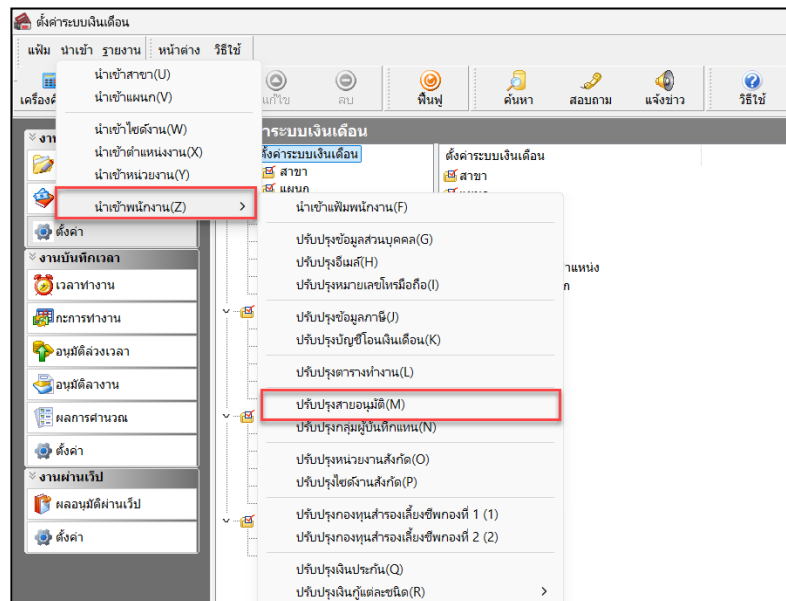 ตั้งค่าระบบเงินเดือน
แฟ้ม นำเข้า รายงาน หน้าต่าง วิธีใช้
แก้ไข ลบ ฟื้นฟู ค้นหา สอบถาม แจ้งข่าว วิธีใช้
นำเข้าสาขา(U)
นำเข้าแผนก(V)
นำเข้าไซต์งาน(W)
นำเข้าตำแหน่งงาน(X)
นำเข้าหน่วยงาน(Y)
นำเข้าพนักงาน(Z)
ตั้งค่าระบบเงินเดือน
สาขา
แผนก
ตั้งค่าระบบเงินเดือน
สาขา
นำเข้าแฟ้มพนักงาน(F)
ปรับปรุงข้อมูลส่วนบุคคล(G)
ปรับปรุงอีเมล์(H)
ปรับปรุงหมายเลขโทรมือถือ(I)
ปรับปรุงข้อมูลภาษี(J)
ปรับปรุงบัญชีโอนเงินเดือน(K)
ปรับปรุงตารางทำงาน(L)
ปรับปรุงสายอนุมัติ(M)
ปรับปรุงกลุ่มผู้บันทึกแทน(N)
ปรับปรุงหน่วยงานสังกัด(O)
ปรับปรุงไซต์งานสังกัด(P)
ปรับปรุงกองทุนสำรองเลี้ยงชีพกองที่ 1 (1)
ปรับปรุงกองทุนสำรองเลี้ยงชีพกองที่ 2 (2)
ปรับปรุงเงินประกัน(Q)
ปรับปรุงเงินกู้แต่ละชนิด(R)
ตั้งค่า
งานบันทึกเวลา
เวลาทำงาน
กะการทำงาน
อนุมัติล่วงเวลา
อนุมัติลางาน
ผลการคำนวณ
ตั้งค่า
งานผ่านเว็ป
ผลอนุมัติผ่านเว็ป
ตั้งค่า